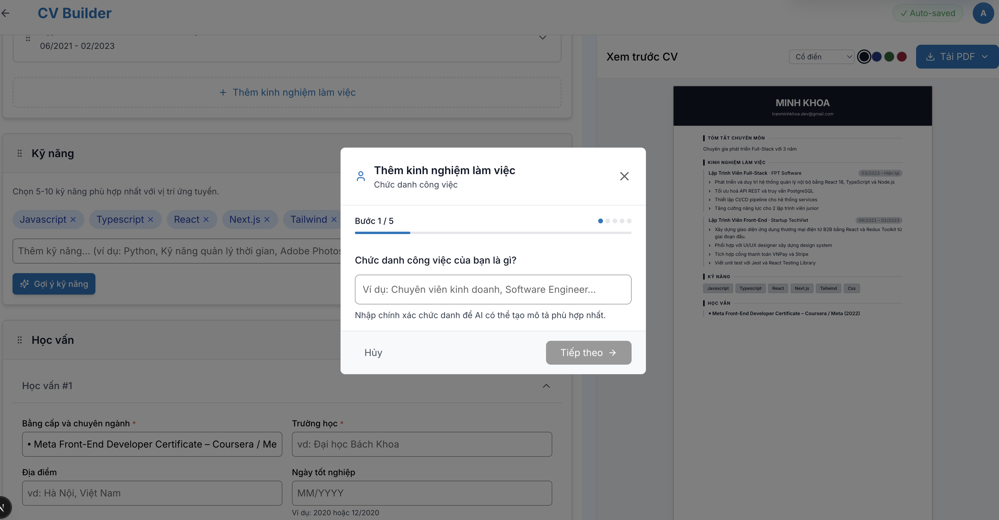 CV Builder
✓ Auto-saved
A
06/2021 - 02/2023
+ Thêm kinh nghiệm làm việc
Kỹ năng
Chọn 5-10 kỹ năng phù hợp nhất với vị trí ứng tuyển.
Javascript × Typescript × React × Next.js × Tailwind ×
Thêm kỹ năng... (ví dụ: Python, Kỹ năng quản lý thời gian, Adobe Photos
Gợi ý kỹ năng
Học vấn
Học vấn #1
Bằng cấp và chuyên ngành *
▪ Meta Front-End Developer Certificate – Coursera / Me
Trường học *
vd: Đại học Bách Khoa
Địa điểm
vd: Hà Nội, Việt Nam
Ngày tốt nghiệp
MM/YYYY
Ví dụ: 2020 hoặc 12/2020
Thêm kinh nghiệm làm việc
Chức danh công việc
Bước 1 / 5
Chức danh công việc của bạn là gì?
Ví dụ: Chuyên viên kinh doanh, Software Engineer...
Nhập chính xác chức danh để AI có thể tạo mô tả phù hợp nhất.
Hủy
Tiếp theo →
Xem trước CV
Cổ điển
Tải PDF
MINH KHOA
tranminhkhoa.dev@gmail.com
TÓM TẮT CHUYÊN MÔN
Chuyên gia phát triển Full-Stack với 3 năm
KINH NGHIỆM LÀM VIỆC
Lập Trình Viên Full-Stack · FPT Software 03/2023 – Hiện tại
› Phát triển và duy trì hệ thống quản lý nội bộ bằng React 18, TypeScript và Node.js
› Tối ưu hoá API REST và truy vấn PostgreSQL
› Thiết lập CI/CD pipeline cho hệ thống services
› Tăng cường năng lực cho 2 lập trình viên junior
Lập Trình Viên Front-End · Startup TechViet 06/2021 – 02/2023
› Xây dựng giao diện ứng dụng thương mại điện tử B2B bằng React và Redux Toolkit từ
giai đoạn đầu.
› Phối hợp với UI/UX designer xây dựng design system
› Tích hợp cổng thanh toán VNPay và Stripe
› Viết unit test với Jest và React Testing Library
KỸ NĂNG
Javascript Typescript React Next.js Tailwind Css
HỌC VẤN
▪ Meta Front-End Developer Certificate – Coursera / Meta (2022)